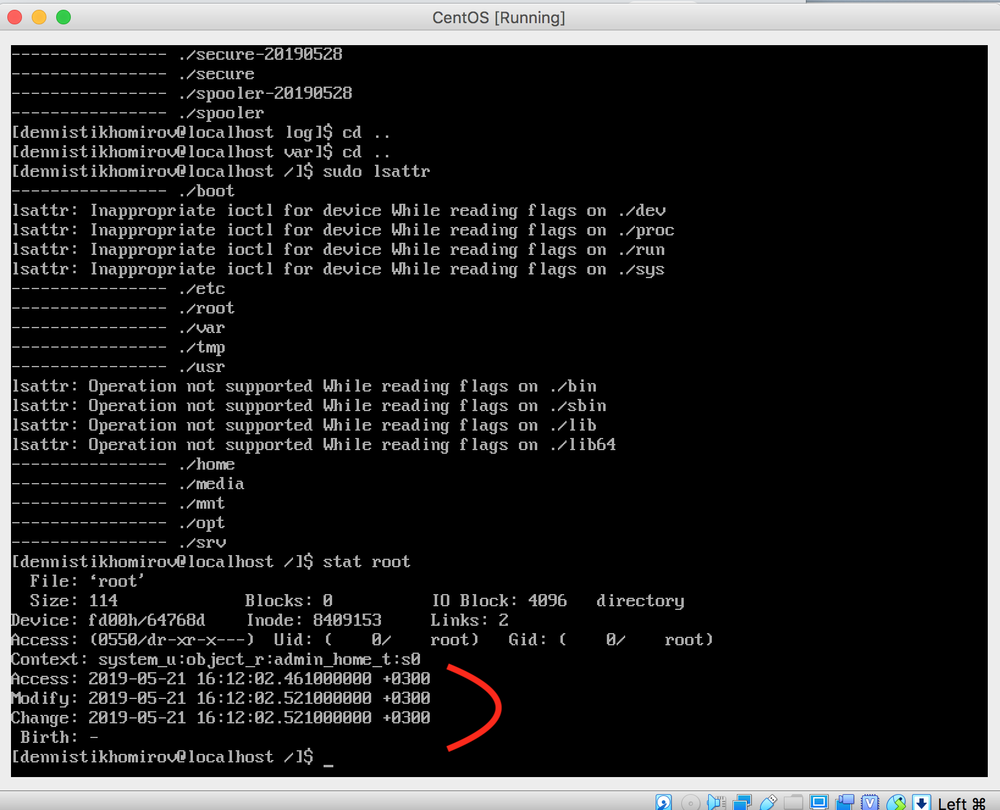 CentOS [Running]
---------------- ./secure-20190528
---------------- ./secure
---------------- ./spooler-20190528
---------------- ./spooler
[dennistikhomirov@localhost log]$ cd ..
[dennistikhomirov@localhost var]$ cd ..
[dennistikhomirov@localhost /]$ sudo lsattr
---------------- ./boot
lsattr: Inappropriate ioctl for device While reading flags on ./dev
lsattr: Inappropriate ioctl for device While reading flags on ./proc
lsattr: Inappropriate ioctl for device While reading flags on ./run
lsattr: Inappropriate ioctl for device While reading flags on ./sys
---------------- ./etc
---------------- ./root
---------------- ./var
---------------- ./tmp
---------------- ./usr
lsattr: Operation not supported While reading flags on ./bin
lsattr: Operation not supported While reading flags on ./sbin
lsattr: Operation not supported While reading flags on ./lib
lsattr: Operation not supported While reading flags on ./lib64
---------------- ./home
---------------- ./media
---------------- ./mnt
---------------- ./opt
---------------- ./srv
[dennistikhomirov@localhost /]$ stat root
  File: ‘root’
  Size: 114             Blocks: 0          IO Block: 4096   directory
Device: fd00h/64768d    Inode: 8409153     Links: 2
Access: (0550/dr-xr-x---)  Uid: (    0/    root)   Gid: (    0/    root)
Context: system_u:object_r:admin_home_t:s0
Access: 2019-05-21 16:12:02.461000000 +0300
Modify: 2019-05-21 16:12:02.521000000 +0300
Change: 2019-05-21 16:12:02.521000000 +0300
 Birth: -
[dennistikhomirov@localhost /]$ _
Left ⌘